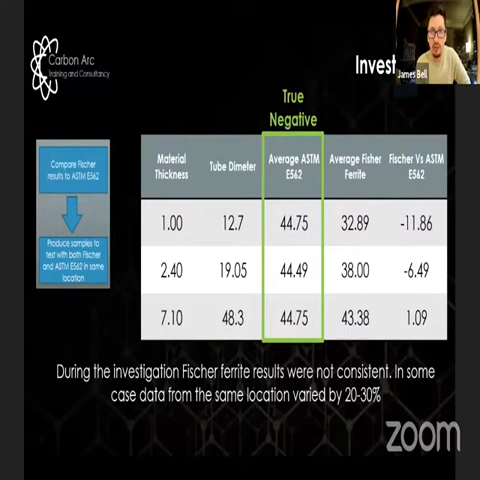 Carbon Arc
Training and Consultancy
Invest
James Bell
True
Negative
Compare Fischer
results to ASTM E562
Produce samples to
test with both Fischer
and ASTM E562 in same
location
Material Thickness Tube Dimeter Average ASTM E562 Average Fisher Ferrite Fischer Vs ASTM E562
1.00 12.7 44.75 32.89 -11.86
2.40 19.05 44.49 38.00 -6.49
7.10 48.3 44.75 43.38 1.09
During the investigation Fischer ferrite results were not consistent. In some
case data from the same location varied by 20-30%
zoom